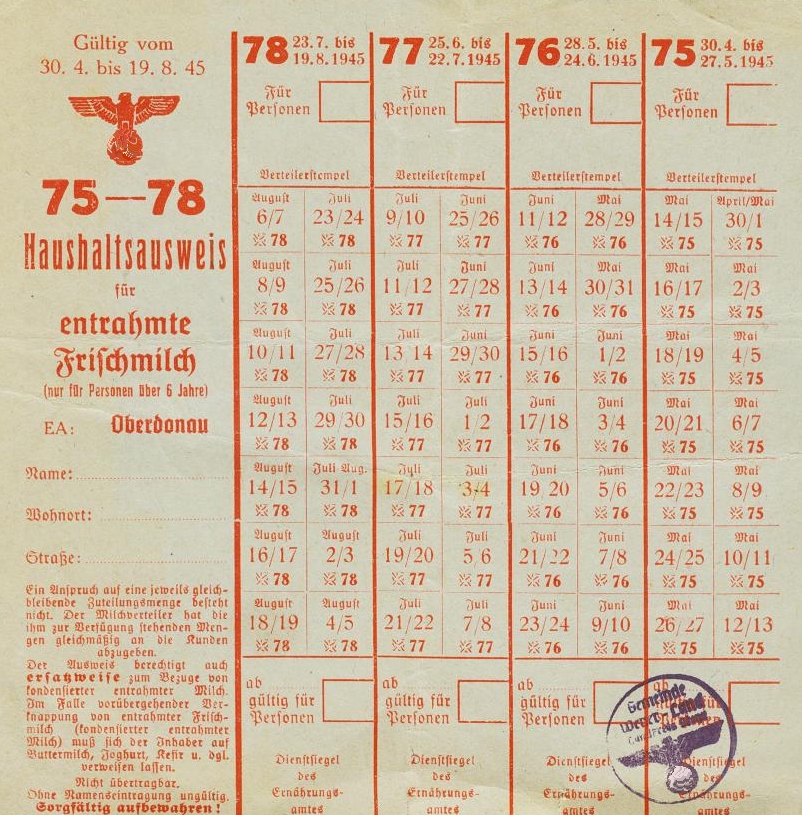 Gültig vom
30. 4. bis 19. 8. 45
75—78
Haushaltsausweis
für
entrahmte
Frischmilch
(nur für Personen über 6 Jahre)
EA: Oberdonau
Name:
Wohnort:
Straße:
Ein Anspruch auf eine jeweils gleich-
bleibende Zuteilungsmenge besteht
nicht. Der Milchverteiler hat die
ihm zur Verfügung stehenden Men-
gen gleichmäßig an die Kunden
abzugeben.
Der Ausweis berechtigt auch
ersatzweise zum Bezuge von
kondensierter entrahmter Milch.
Im Falle vorübergehender Ver-
knappung von entrahmter Frisch-
milch (kondensierter entrahmter
Milch) muß sich der Inhaber auf
Buttermilch, Joghurt, Kefir u. dgl.
verweisen lassen.
Nicht übertragbar.
Ohne Namenseintragung ungültig.
Sorgfältig aufbewahren!
78 23. 7. bis
19. 8. 1945
Für
Personen
Verteilerstempel
August Juli
6/7 23/24
78 78
August Juli
8/9 25/26
78 78
August Juli
10/11 27/28
78 78
August Juli
12/13 29/30
78 78
August Juli Aug.
14/15 31/1
78 78
August August
16/17 2/3
78 78
August August
18/19 4/5
78 78
ab
gültig für
Personen
Dienstsiegel
des
Ernährungs-
amtes
77 25. 6. bis
22. 7. 1945
Für
Personen
Verteilerstempel
Juli Juni
9/10 25/26
77 77
Juli Juni
11/12 27/28
77 77
Juli Juni
13 14 29/30
77 77
Juli Juli
15/16 1/2
77 77
Juli Juli
17/18 3/4
77 77
Juli Juli
19/20 5 6
77 77
Juli Juli
21/22 7/8
77 77
ab
gültig für
Personen
Dienstsiegel
des
Ernährungs-
amtes
76 28. 5. bis
24. 6. 1945
Für
Personen
Verteilerstempel
Juni Mai
11/12 28/29
76 76
Juni Mai
13/14 30/31
76 76
Juni Juni
15/16 1/2
76 76
Juni Juni
17/18 3/4
76 76
Juni Juni
19 20 5/6
76 76
Juni Juni
21/22 7/8
76 76
Juni Juni
23/24 9/10
76 76
ab
gültig für
Personen
Dienstsiegel
des
Ernährungs-
amtes
75 30. 4. bis
27. 5. 1945
Für
Personen
Verteilerstempel
Mai April/Mai
14/15 30/1
75 75
Mai Mai
16/17 2/3
75 75
Mai Mai
18/19 4/5
75 75
Mai Mai
20/21 6/7
75 75
Mai Mai
22/23 8/9
75 75
Mai Mai
24/25 10/11
75 75
Mai Mai
26/27 12/13
75 75
ab
gültig für
Personen
Dienstsiegel
des
Ernährungs-
amtes
Gemeinde